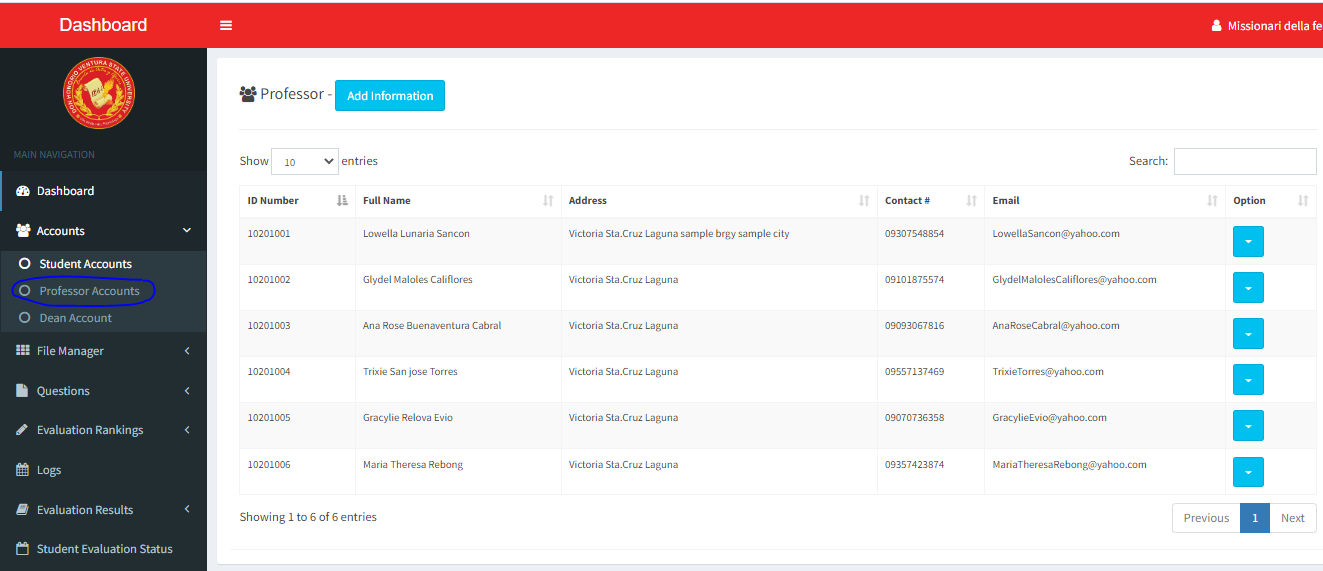 Dashboard
Missionari della fe
DON HONORIO VENTURA STATE UNIVERSITY
MAIN NAVIGATION
Dashboard
Accounts
Student Accounts
Professor Accounts
Dean Account
File Manager
Questions
Evaluation Rankings
Logs
Evaluation Results
Student Evaluation Status
Professor - Add Information
Show 10 entries Search:
ID Number Full Name Address Contact # Email Option
10201001 Lowella Lunaria Sancon Victoria Sta.Cruz Laguna sample brgy sample city 09307548854 LowellaSancon@yahoo.com
10201002 Glydel Maloles Califlores Victoria Sta.Cruz Laguna 09101875574 GlydelMalolesCaliflores@yahoo.com
10201003 Ana Rose Buenaventura Cabral Victoria Sta.Cruz Laguna 09093067816 AnaRoseCabral@yahoo.com
10201004 Trixie San jose Torres Victoria Sta.Cruz Laguna 09557137469 TrixieTorres@yahoo.com
10201005 Gracylie Relova Evio Victoria Sta.Cruz Laguna 09070736358 GracylieEvio@yahoo.com
10201006 Maria Theresa Rebong Victoria Sta.Cruz Laguna 09357423874 MariaTheresaRebong@yahoo.com
Showing 1 to 6 of 6 entries Previous 1 Next